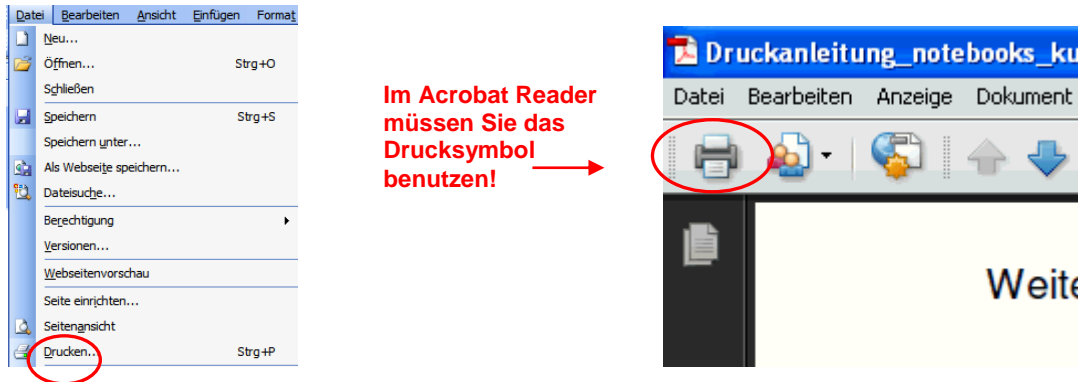 Datei Bearbeiten Ansicht Einfügen Format
Neu...
Öffnen... Strg+O
Schließen
Speichern Strg+S
Speichern unter...
Als Webseite speichern...
Dateisuche...
Berechtigung
Versionen...
Webseitenvorschau
Seite einrichten...
Seitenansicht
Drucken... Strg+P
Im Acrobat Reader
müssen Sie das
Drucksymbol
benutzen!
Druckanleitung_notebooks_ku
Datei Bearbeiten Anzeige Dokument
Weite